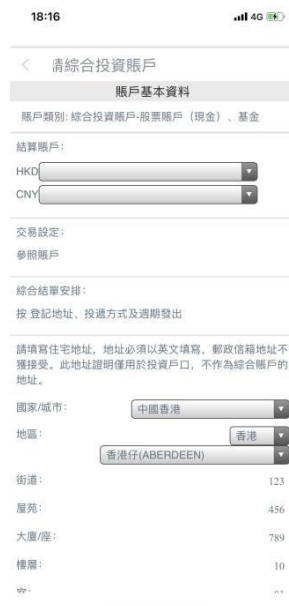 18:16
4G
請綜合投資賬戶
賬戶基本資料
賬戶類別: 綜合投資賬戶-股票賬戶（現金）、基金
結算賬戶:
HKD
CNY
交易設定:
參照賬戶
綜合結單安排:
按 登記地址、投遞方式及週期發出
請填寫住宅地址，地址必須以英文填寫，郵政信箱地址不
獲接受。此地址證明僅用於投資戶口，不作為綜合賬戶的
地址。
國家/城市: 中國香港
地區: 香港
香港仔(ABERDEEN)
街道: 123
屋苑: 456
大廈/座: 789
樓層: 10